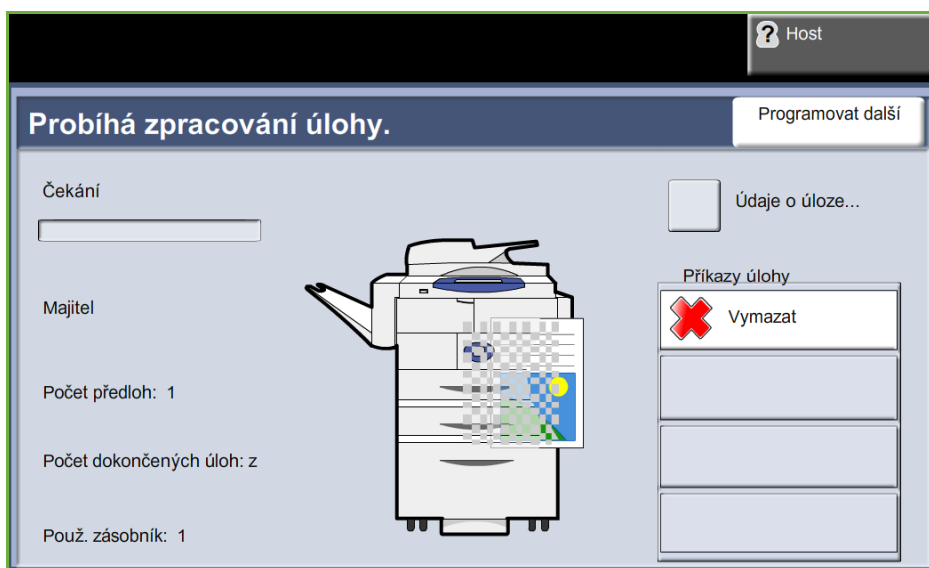 ? Host
Probíhá zpracování úlohy.
Programovat další
Čekání
Údaje o úloze...
Příkazy úlohy
Majitel
Vymazat
Počet předloh: 1
Počet dokončených úloh: z
Použ. zásobník: 1